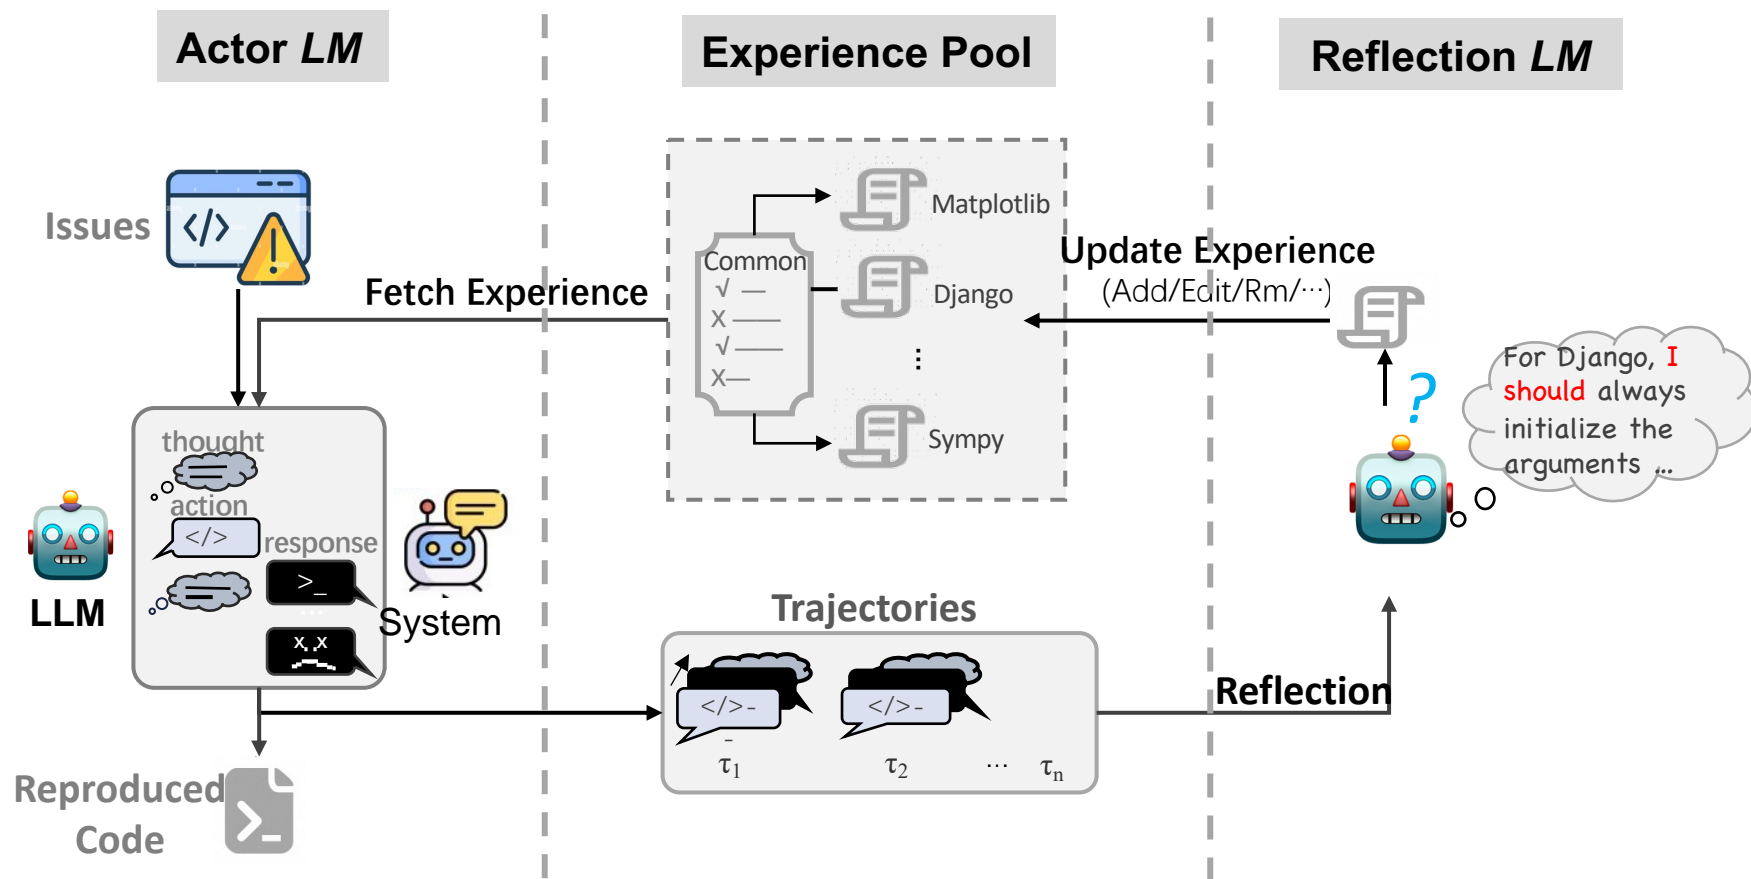 Actor LM
Experience Pool
Reflection LM
Issues
</>
Fetch Experience
Common
√ —
X ——
√ ——
X—
Matplotlib
Django
⋮
Sympy
Update Experience
(Add/Edit/Rm/···)
?
For Django, I
should always
initialize the
arguments ...
thought
action
</>
response
>_
...
x,,x
LLM
System
Trajectories
</>-
-
</>-
τ1
τ2
···
τn
Reflection
Reproduced
Code
>_